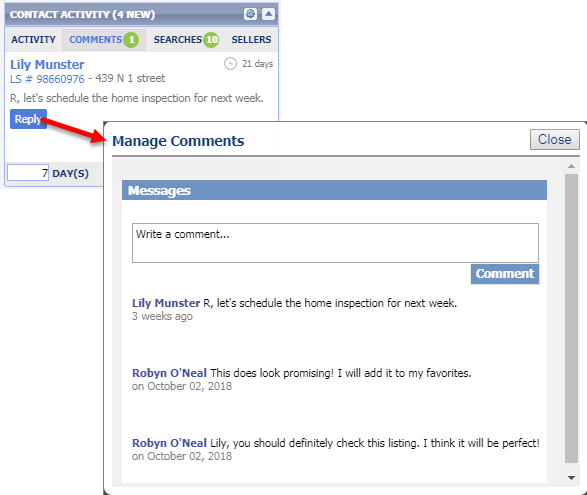 CONTACT ACTIVITY (4 NEW)
ACTIVITY COMMENTS 1 SEARCHES 10 SELLERS
Lily Munster 21 days
LS # 98660976 - 439 N 1 street
R, let's schedule the home inspection for next week.
Reply
7 DAY(S)
Manage Comments Close
Messages
Write a comment...
Comment
Lily Munster R, let's schedule the home inspection for next week.
3 weeks ago
Robyn O'Neal This does look promising! I will add it to my favorites.
on October 02, 2018
Robyn O'Neal Lily, you should definitely check this listing. I think it will be perfect!
on October 02, 2018